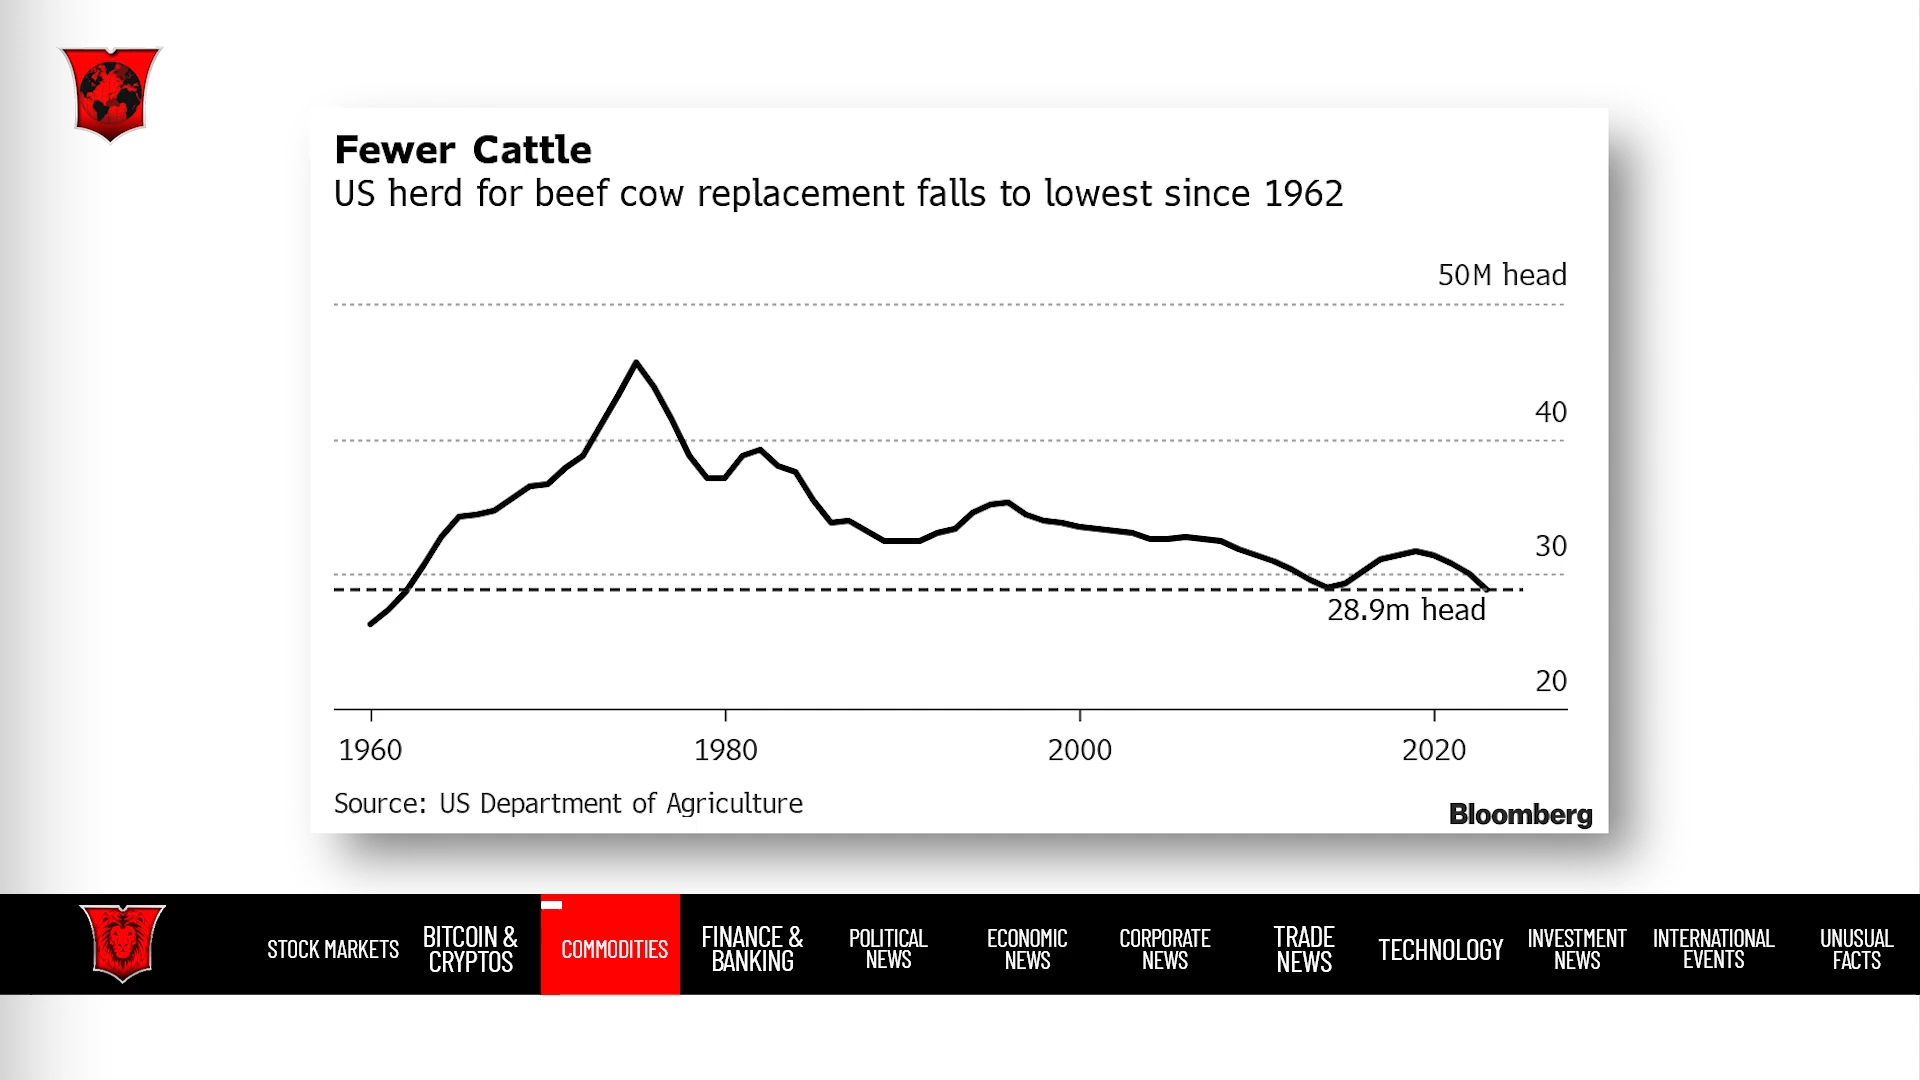 Fewer Cattle
US herd for beef cow replacement falls to lowest since 1962
50M head
40
30
28.9m head
20
1960 1980 2000 2020
Source: US Department of Agriculture
Bloomberg
STOCK MARKETS
BITCOIN &
CRYPTOS
COMMODITIES
FINANCE &
BANKING
POLITICAL
NEWS
ECONOMIC
NEWS
CORPORATE
NEWS
TRADE
NEWS
TECHNOLOGY
INVESTMENT
NEWS
INTERNATIONAL
EVENTS
UNUSUAL
FACTS